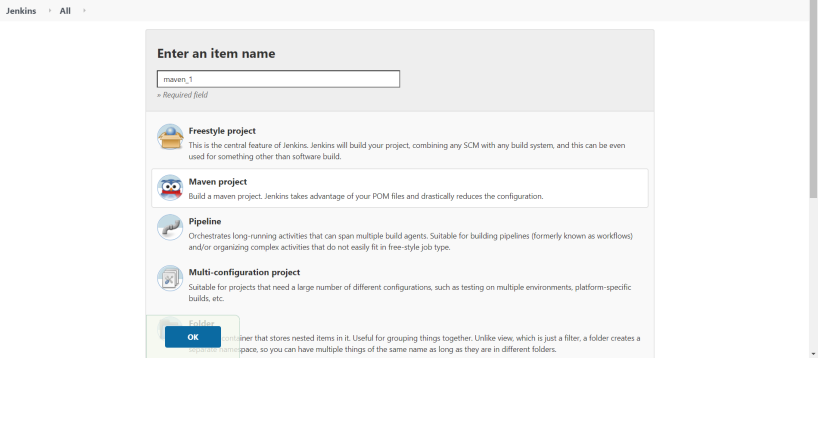 Jenkins All
Enter an item name
maven_1
» Required field
Freestyle project
This is the central feature of Jenkins. Jenkins will build your project, combining any SCM with any build system, and this can be even
used for something other than software build.
Maven project
Build a maven project. Jenkins takes advantage of your POM files and drastically reduces the configuration.
Pipeline
Orchestrates long-running activities that can span multiple build agents. Suitable for building pipelines (formerly known as workflows)
and/or organizing complex activities that do not easily fit in free-style job type.
Multi-configuration project
Suitable for projects that need a large number of different configurations, such as testing on multiple environments, platform-specific
builds, etc.
Folder
OK
container that stores nested items in it. Useful for grouping things together. Unlike view, which is just a filter, a folder creates a
separate namespace, so you can have multiple things of the same name as long as they are in different folders.